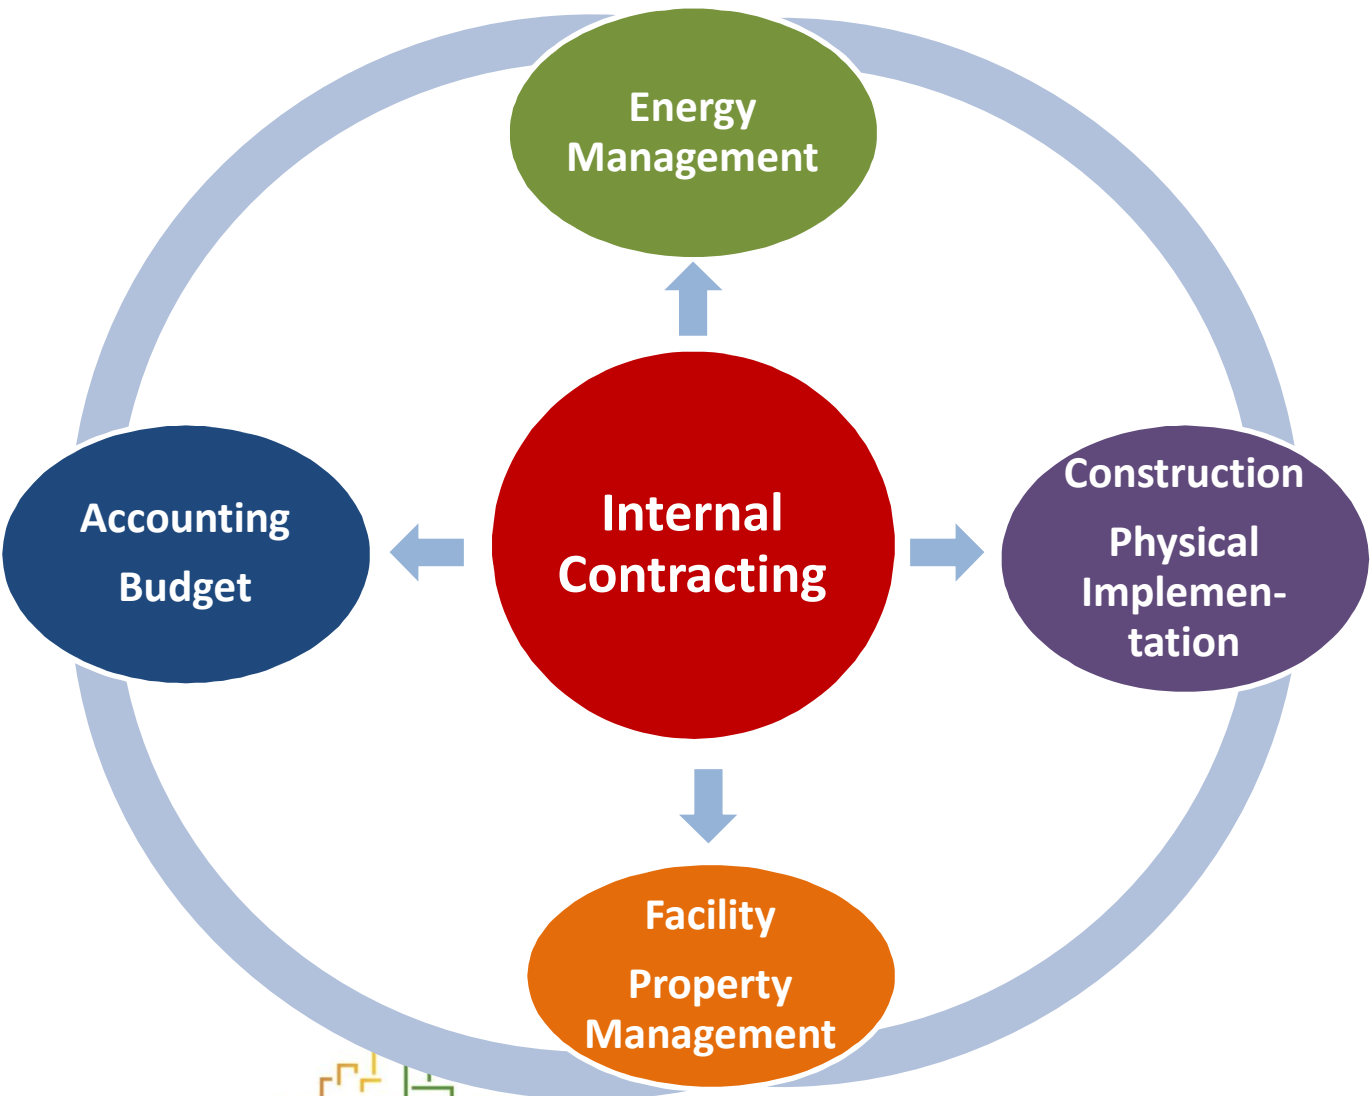 Energy
Management
Accounting
Budget
Internal
Contracting
Construction
Physical
Implemen-
tation
Facility
Property
Management